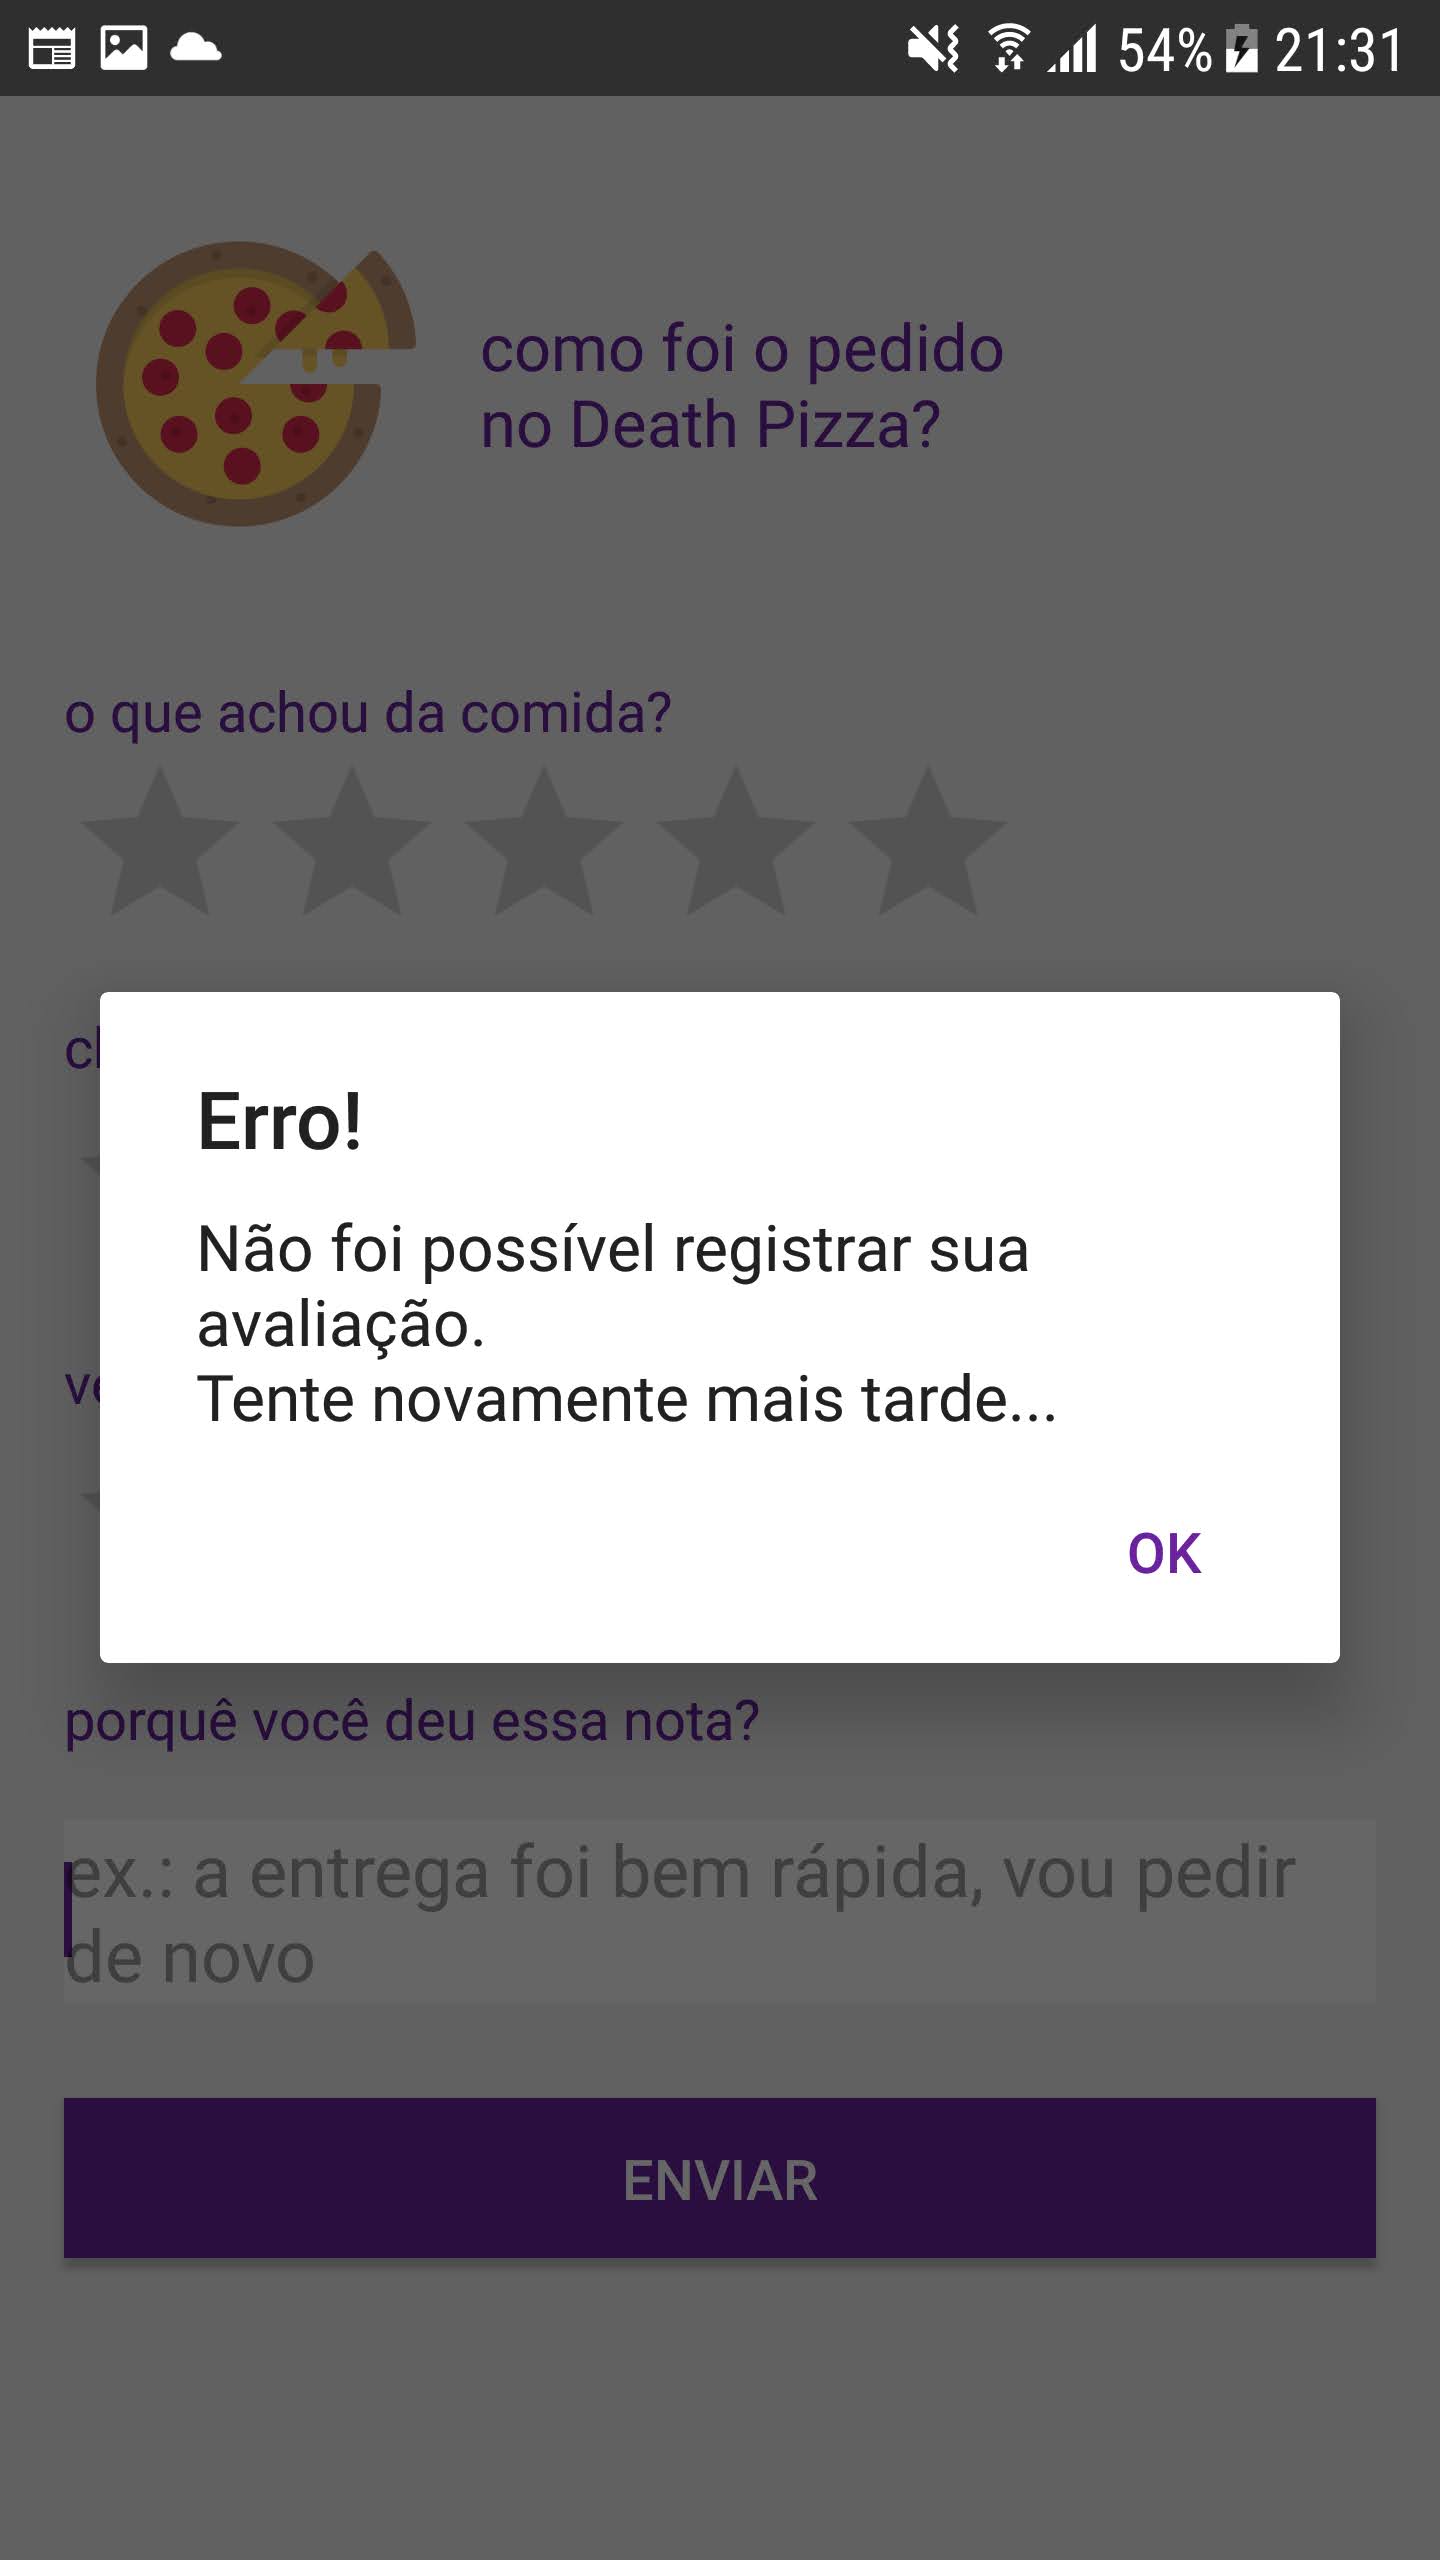 54% 21:31
como foi o pedido
no Death Pizza?
o que achou da comida?
Erro!
Não foi possível registrar sua
avaliação.
Tente novamente mais tarde...
OK
porquê você deu essa nota?
ex.: a entrega foi bem rápida, vou pedir
de novo
ENVIAR